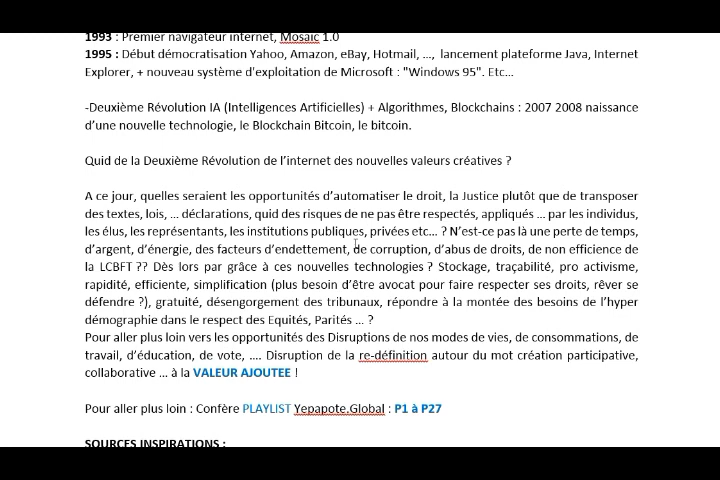 1993 : Premier navigateur internet, Mosaic 1.0
1995 : Début démocratisation Yahoo, Amazon, eBay, Hotmail, …, lancement plateforme Java, Internet
Explorer, + nouveau système d'exploitation de Microsoft : "Windows 95". Etc…
-Deuxième Révolution IA (Intelligences Artificielles) + Algorithmes, Blockchains : 2007 2008 naissance
d’une nouvelle technologie, le Blockchain Bitcoin, le bitcoin.
Quid de la Deuxième Révolution de l’internet des nouvelles valeurs créatives ?
A ce jour, quelles seraient les opportunités d’automatiser le droit, la Justice plutôt que de transposer
des textes, lois, … déclarations, quid des risques de ne pas être respectés, appliqués … par les individus,
les élus, les représentants, les institutions publiques, privées etc… ? N’est-ce pas là une perte de temps,
d’argent, d’énergie, des facteurs d’endettement, de corruption, d’abus de droits, de non efficience de
la LCBFT ?? Dès lors par grâce à ces nouvelles technologies ? Stockage, traçabilité, pro activisme,
rapidité, efficiente, simplification (plus besoin d’être avocat pour faire respecter ses droits, rêver se
défendre ?), gratuité, désengorgement des tribunaux, répondre à la montée des besoins de l’hyper
démographie dans le respect des Equités, Parités … ?
Pour aller plus loin vers les opportunités des Disruptions de nos modes de vies, de consommations, de
travail, d’éducation, de vote, …. Disruption de la re-définition autour du mot création participative,
collaborative … à la VALEUR AJOUTEE !
Pour aller plus loin : Confère PLAYLIST Yepapote.Global : P1 à P27
SOURCES INSPIRATIONS :